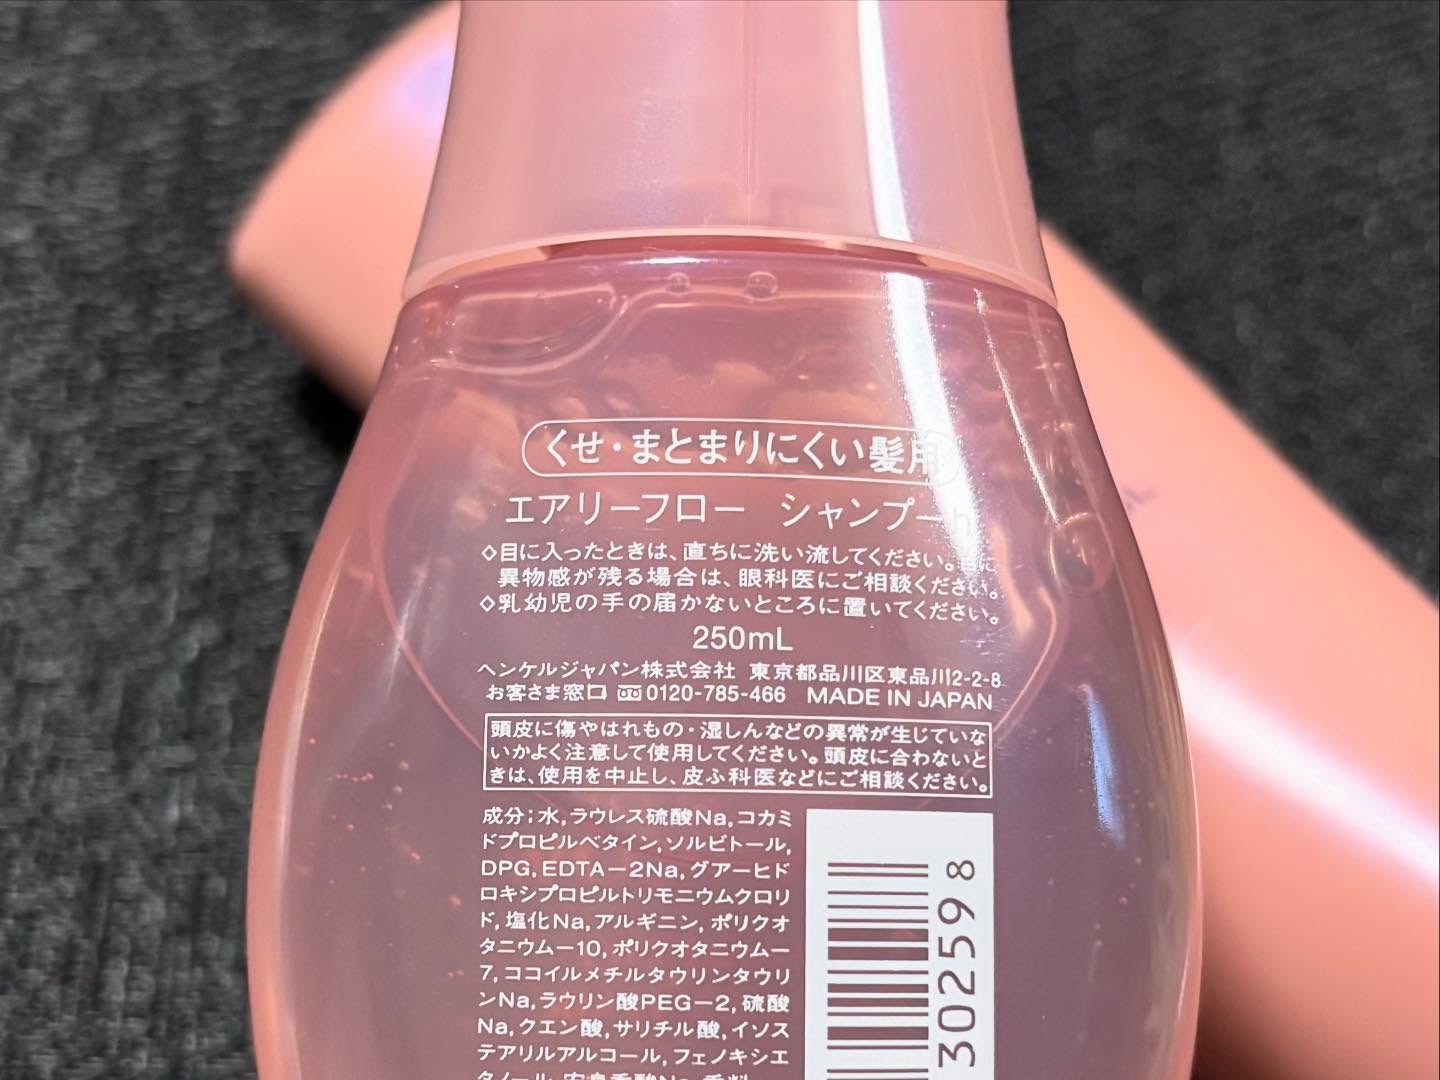 くせ・まとまりにくい髪用
エアリーフロー シャンプーn
◇目に入ったときは、直ちに洗い流してください。目に
異物感が残る場合は、眼科医にご相談ください。
◇乳幼児の手の届かないところに置いてください。
250mL
ヘンケルジャパン株式会社 東京都品川区東品川2-2-8
お客さま窓口 0120-785-466 MADE IN JAPAN
頭皮に傷やはれもの・湿しんなどの異常が生じていな
いかよく注意して使用してください。頭皮に合わないと
きは、使用を中止し、皮ふ科医などにご相談ください。
成分：水,ラウレス硫酸Na,コカミ
ドプロピルベタイン,ソルビトール,
DPG,EDTA－2Na,グアーヒド
ロキシプロピルトリモニウムクロリ
ド,塩化Na,アルギニン,ポリクオ
タニウム－10,ポリクオタニウム－
7,ココイルメチルタウリンタウリ
ンNa,ラウリン酸PEG－2,硫酸
Na,クエン酸,サリチル酸,イソス
テアリルアルコール,フェノキシエ
タノール,安息香酸Na,香料
302598